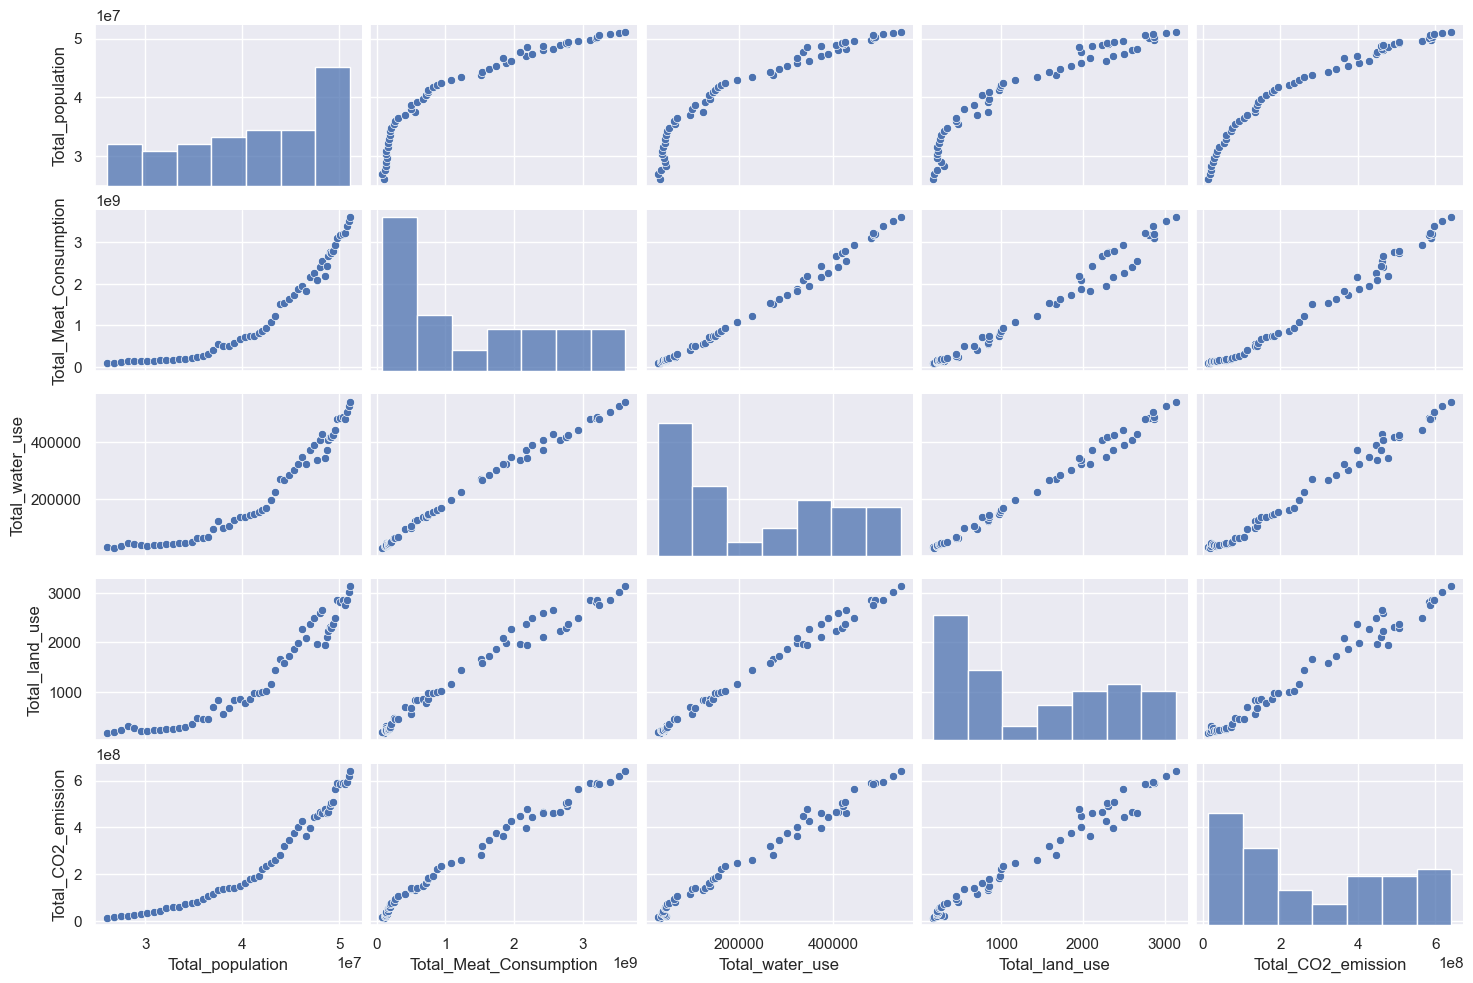 1e7
5
4
3
Total_population
1e9
3
2
1
0
Total_Meat_Consumption
400000
200000
Total_water_use
3000
2000
1000
Total_land_use
1e8
6
4
2
0
Total_CO2_emission
3 4 5 0 1 2 3 200000 400000 1000 2000 3000 0 2 4 6
Total_population 1e7 Total_Meat_Consumption 1e9 Total_water_use Total_land_use Total_CO2_emission 1e8